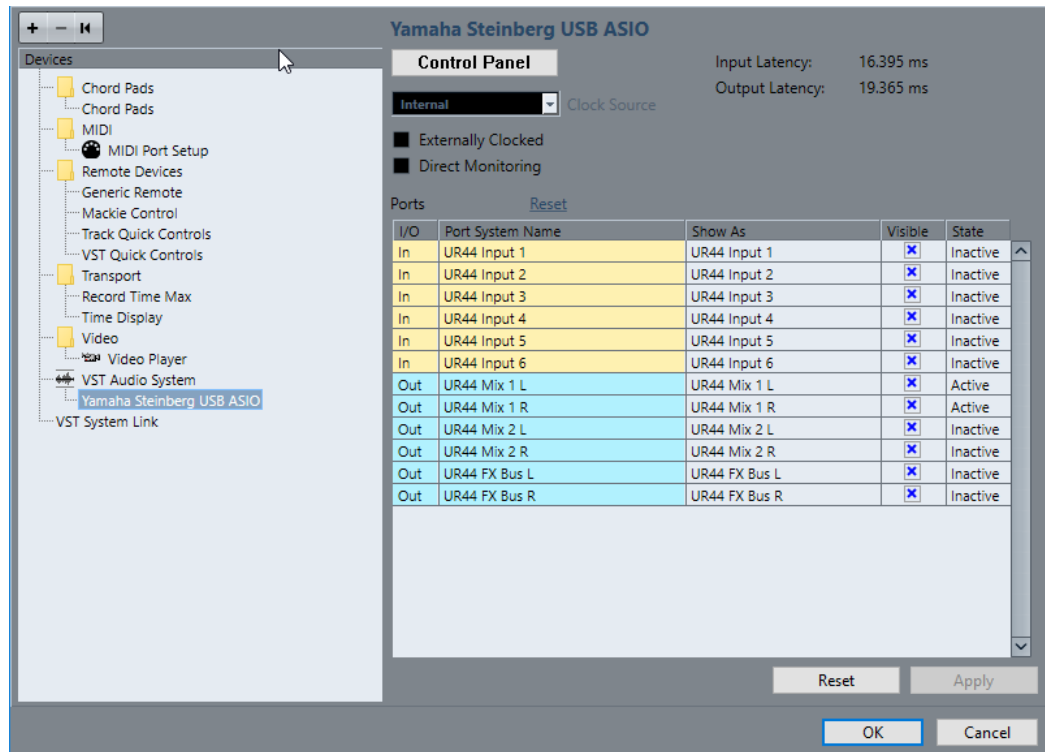 Yamaha Steinberg USB ASIO
Devices
Chord Pads
Chord Pads
MIDI
MIDI Port Setup
Remote Devices
Generic Remote
Mackie Control
Track Quick Controls
VST Quick Controls
Transport
Record Time Max
Time Display
Video
Video Player
VST Audio System
Yamaha Steinberg USB ASIO
VST System Link
Control Panel
Input Latency: 16.395 ms
Output Latency: 19.365 ms
Internal Clock Source
Externally Clocked
Direct Monitoring
Ports Reset
I/O Port System Name Show As Visible State
In UR44 Input 1 UR44 Input 1 Inactive
In UR44 Input 2 UR44 Input 2 Inactive
In UR44 Input 3 UR44 Input 3 Inactive
In UR44 Input 4 UR44 Input 4 Inactive
In UR44 Input 5 UR44 Input 5 Inactive
In UR44 Input 6 UR44 Input 6 Inactive
Out UR44 Mix 1 L UR44 Mix 1 L Active
Out UR44 Mix 1 R UR44 Mix 1 R Active
Out UR44 Mix 2 L UR44 Mix 2 L Inactive
Out UR44 Mix 2 R UR44 Mix 2 R Inactive
Out UR44 FX Bus L UR44 FX Bus L Inactive
Out UR44 FX Bus R UR44 FX Bus R Inactive
Reset Apply
OK Cancel